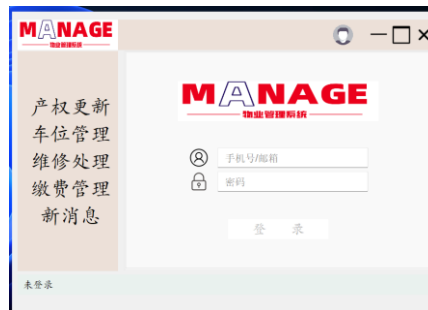 MANAGE
物业管理系统
产权更新
车位管理
维修处理
缴费管理
新消息
MANAGE
物业管理系统
手机号/邮箱
密码
登 录
未登录